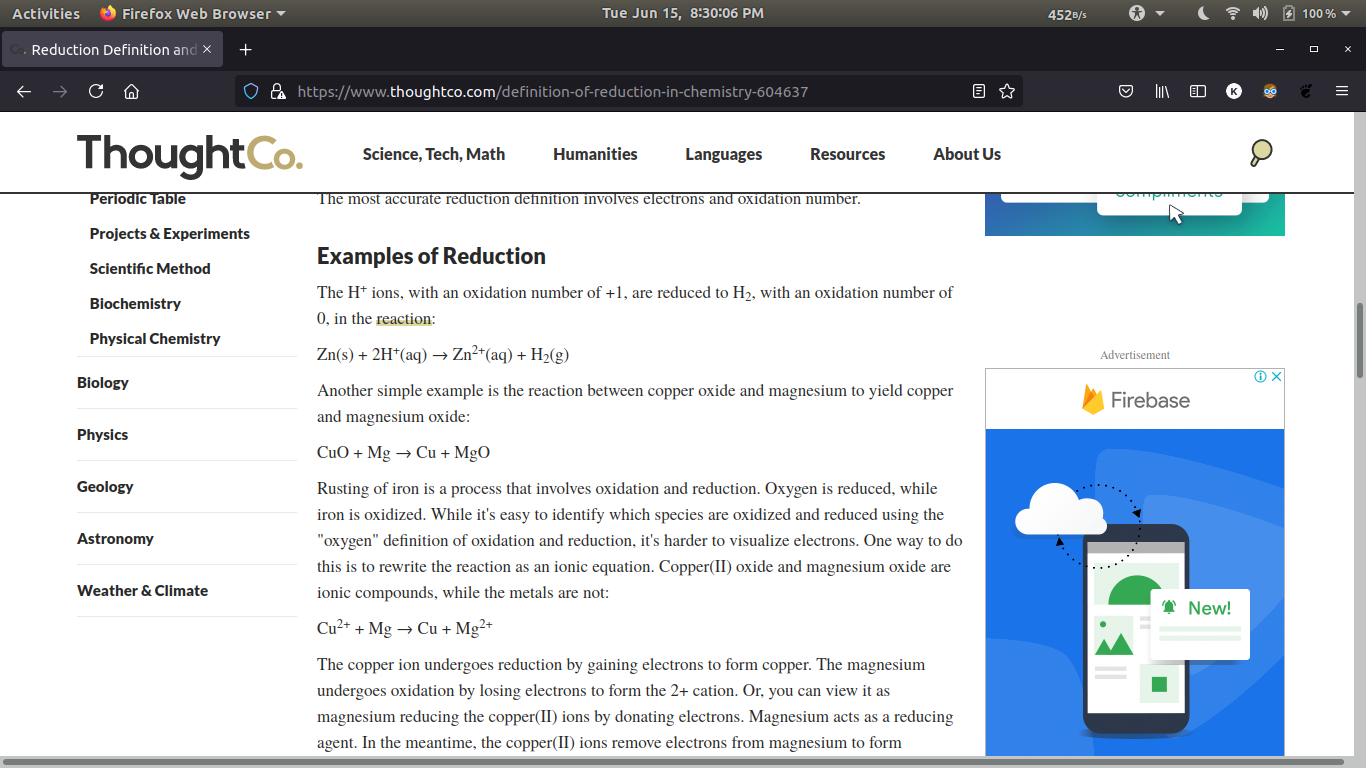 Activities Firefox Web Browser Tue Jun 15, 8:30:06 PM 452B/s 100 %
Reduction Definition and
https://www.thoughtco.com/definition-of-reduction-in-chemistry-604637
K
ThoughtCo. Science, Tech, Math Humanities Languages Resources About Us
Periodic Table
Projects & Experiments
Scientific Method
Biochemistry
Physical Chemistry
Biology
Physics
Geology
Astronomy
Weather & Climate
The most accurate reduction definition involves electrons and oxidation number.
Examples of Reduction
The H⁺ ions, with an oxidation number of +1, are reduced to H₂, with an oxidation number of
0, in the reaction:
Zn(s) + 2H⁺(aq) → Zn²⁺(aq) + H₂(g)
Another simple example is the reaction between copper oxide and magnesium to yield copper
and magnesium oxide:
CuO + Mg → Cu + MgO
Rusting of iron is a process that involves oxidation and reduction. Oxygen is reduced, while
iron is oxidized. While it's easy to identify which species are oxidized and reduced using the
"oxygen" definition of oxidation and reduction, it's harder to visualize electrons. One way to do
this is to rewrite the reaction as an ionic equation. Copper(II) oxide and magnesium oxide are
ionic compounds, while the metals are not:
Cu²⁺ + Mg → Cu + Mg²⁺
The copper ion undergoes reduction by gaining electrons to form copper. The magnesium
undergoes oxidation by losing electrons to form the 2+ cation. Or, you can view it as
magnesium reducing the copper(II) ions by donating electrons. Magnesium acts as a reducing
agent. In the meantime, the copper(II) ions remove electrons from magnesium to form
compliments
Advertisement
Firebase
New!